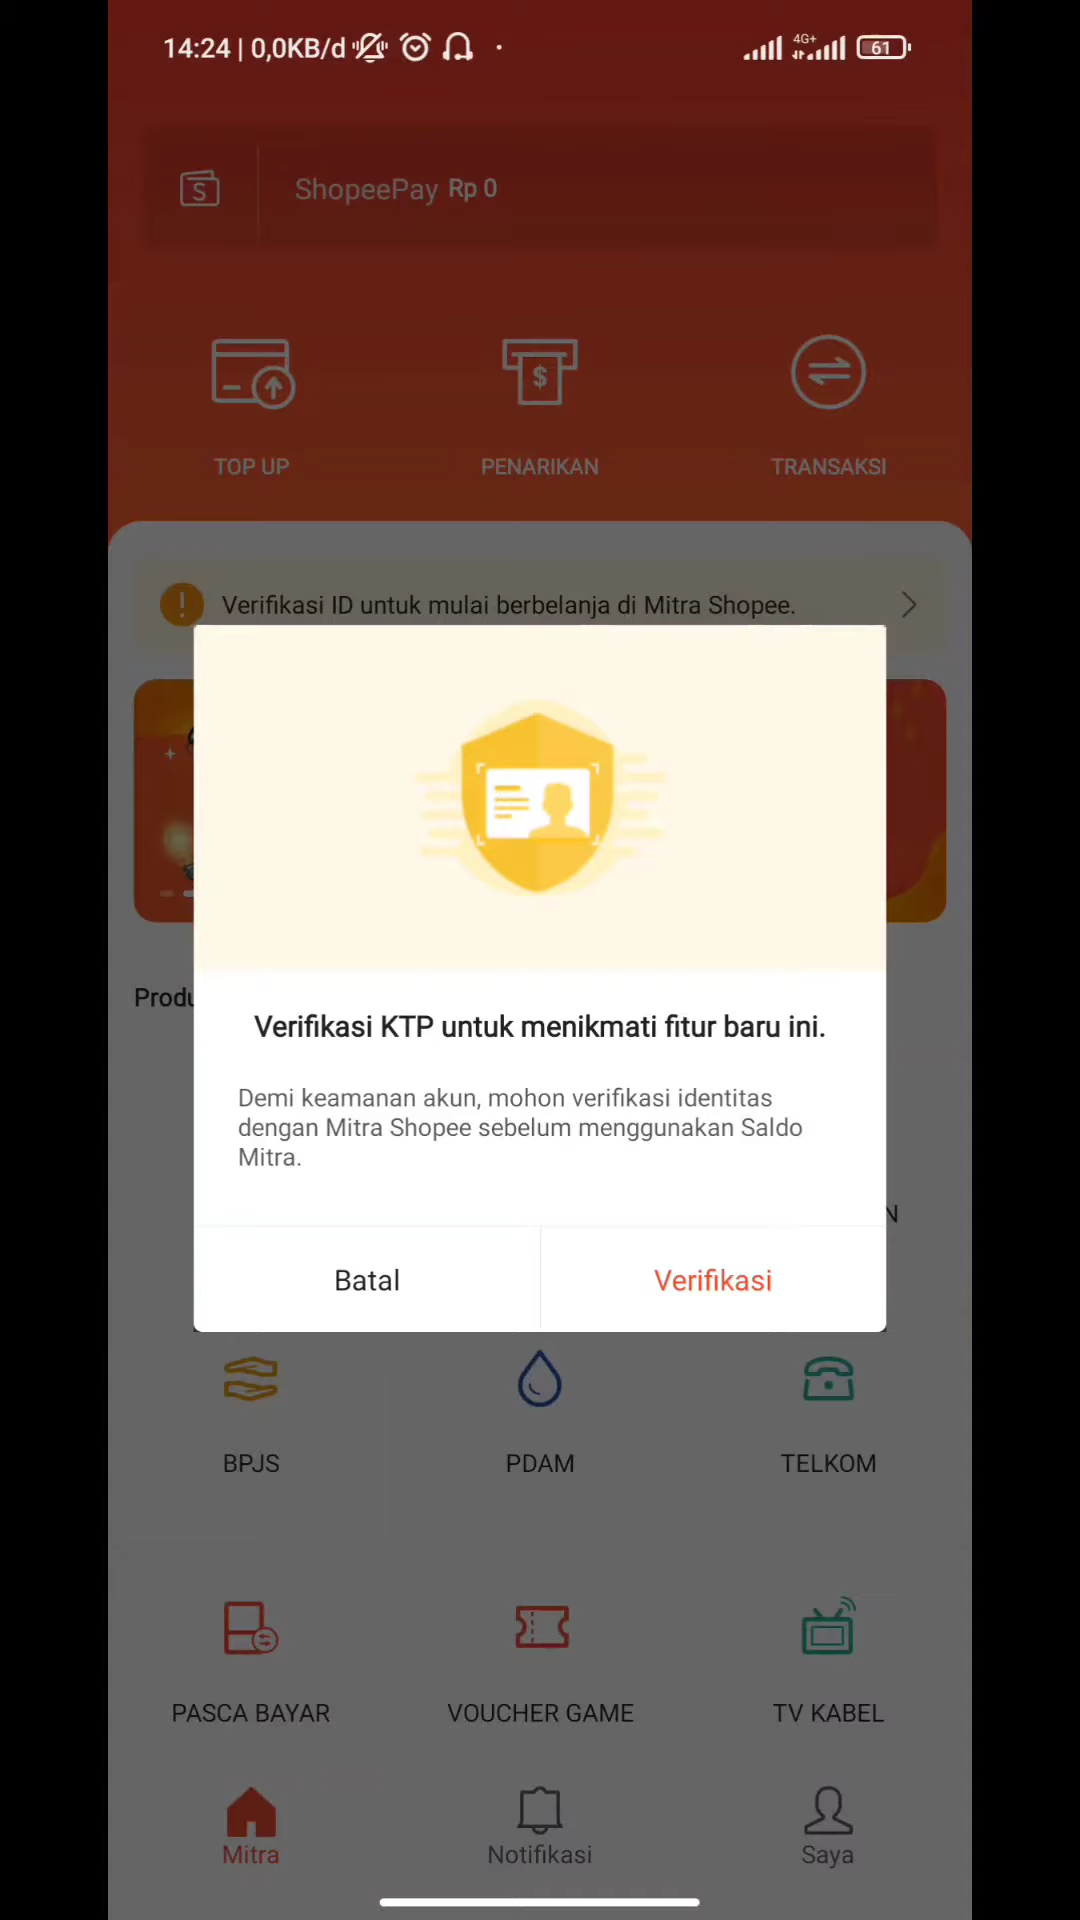 14:24 | 0,0KB/d
4G+
61
S
ShopeePay Rp 0
$
TOP UP
PENARIKAN
TRANSAKSI
Verifikasi ID untuk mulai berbelanja di Mitra Shopee.
Produ
Verifikasi KTP untuk menikmati fitur baru ini.
Demi keamanan akun, mohon verifikasi identitas
dengan Mitra Shopee sebelum menggunakan Saldo
Mitra.
N
Batal
Verifikasi
BPJS
PDAM
TELKOM
PASCA BAYAR
VOUCHER GAME
TV KABEL
Mitra
Notifikasi
Saya